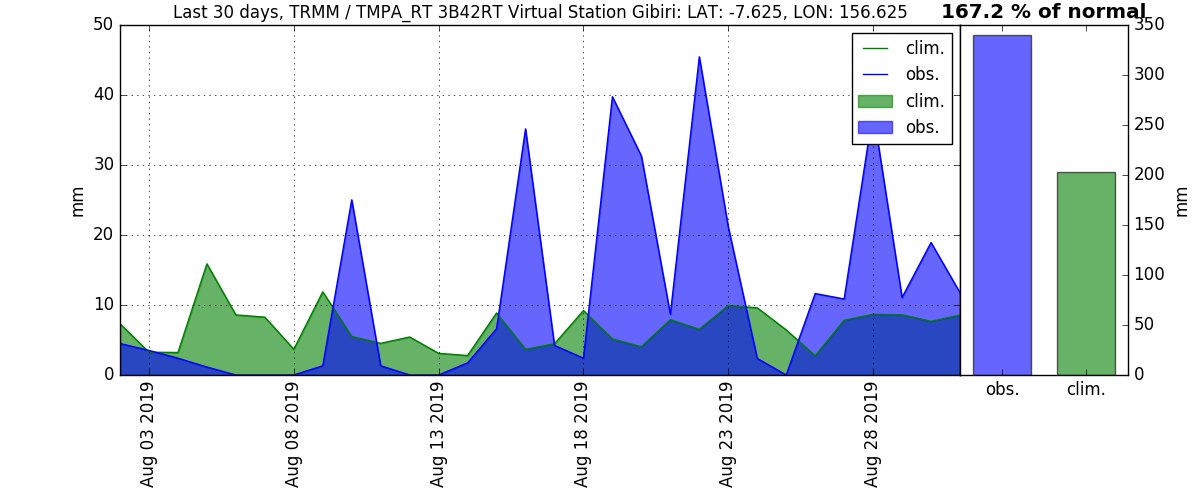 Last 30 days, TRMM / TMPA_RT 3B42RT Virtual Station Gibiri: LAT: -7.625, LON: 156.625
167.2 % of normal
50
40
30
20
10
0
mm
clim.
obs.
clim.
obs.
350
300
250
200
150
100
50
0
mm
Aug 03 2019
Aug 08 2019
Aug 13 2019
Aug 18 2019
Aug 23 2019
Aug 28 2019
obs.
clim.